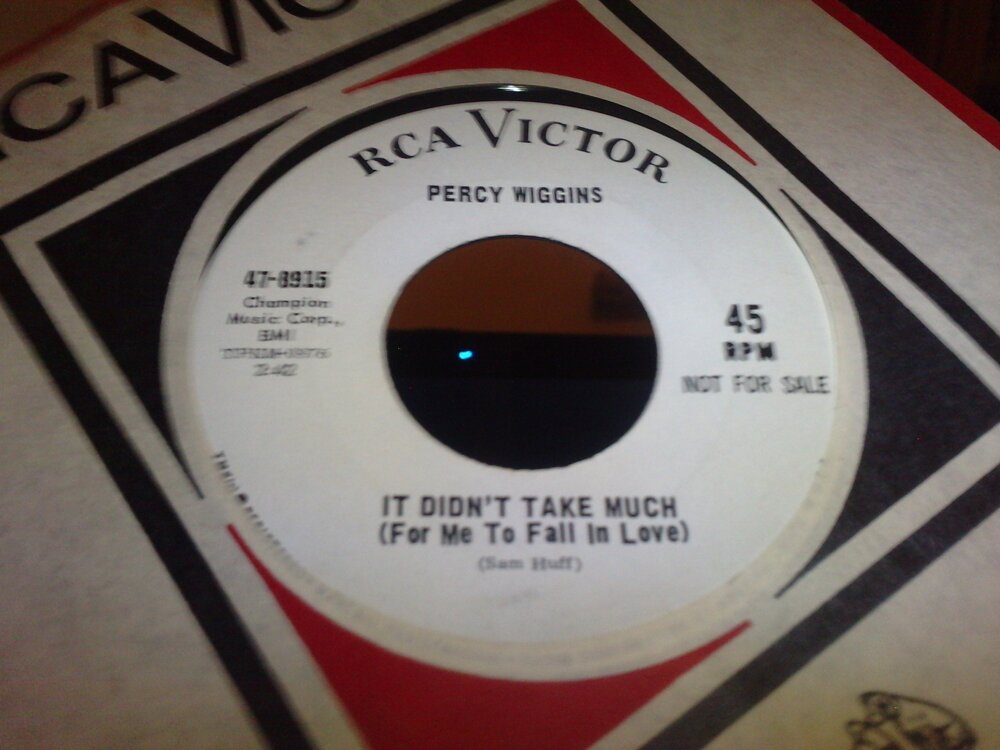 RCA VIC
RCA VICTOR
PERCY WIGGINS
47-8915
Champion
Music Corp.,
BMI
45
RPM
NOT FOR SALE
IT DIDN'T TAKE MUCH
(For Me To Fall In Love)
(Sam Huff)